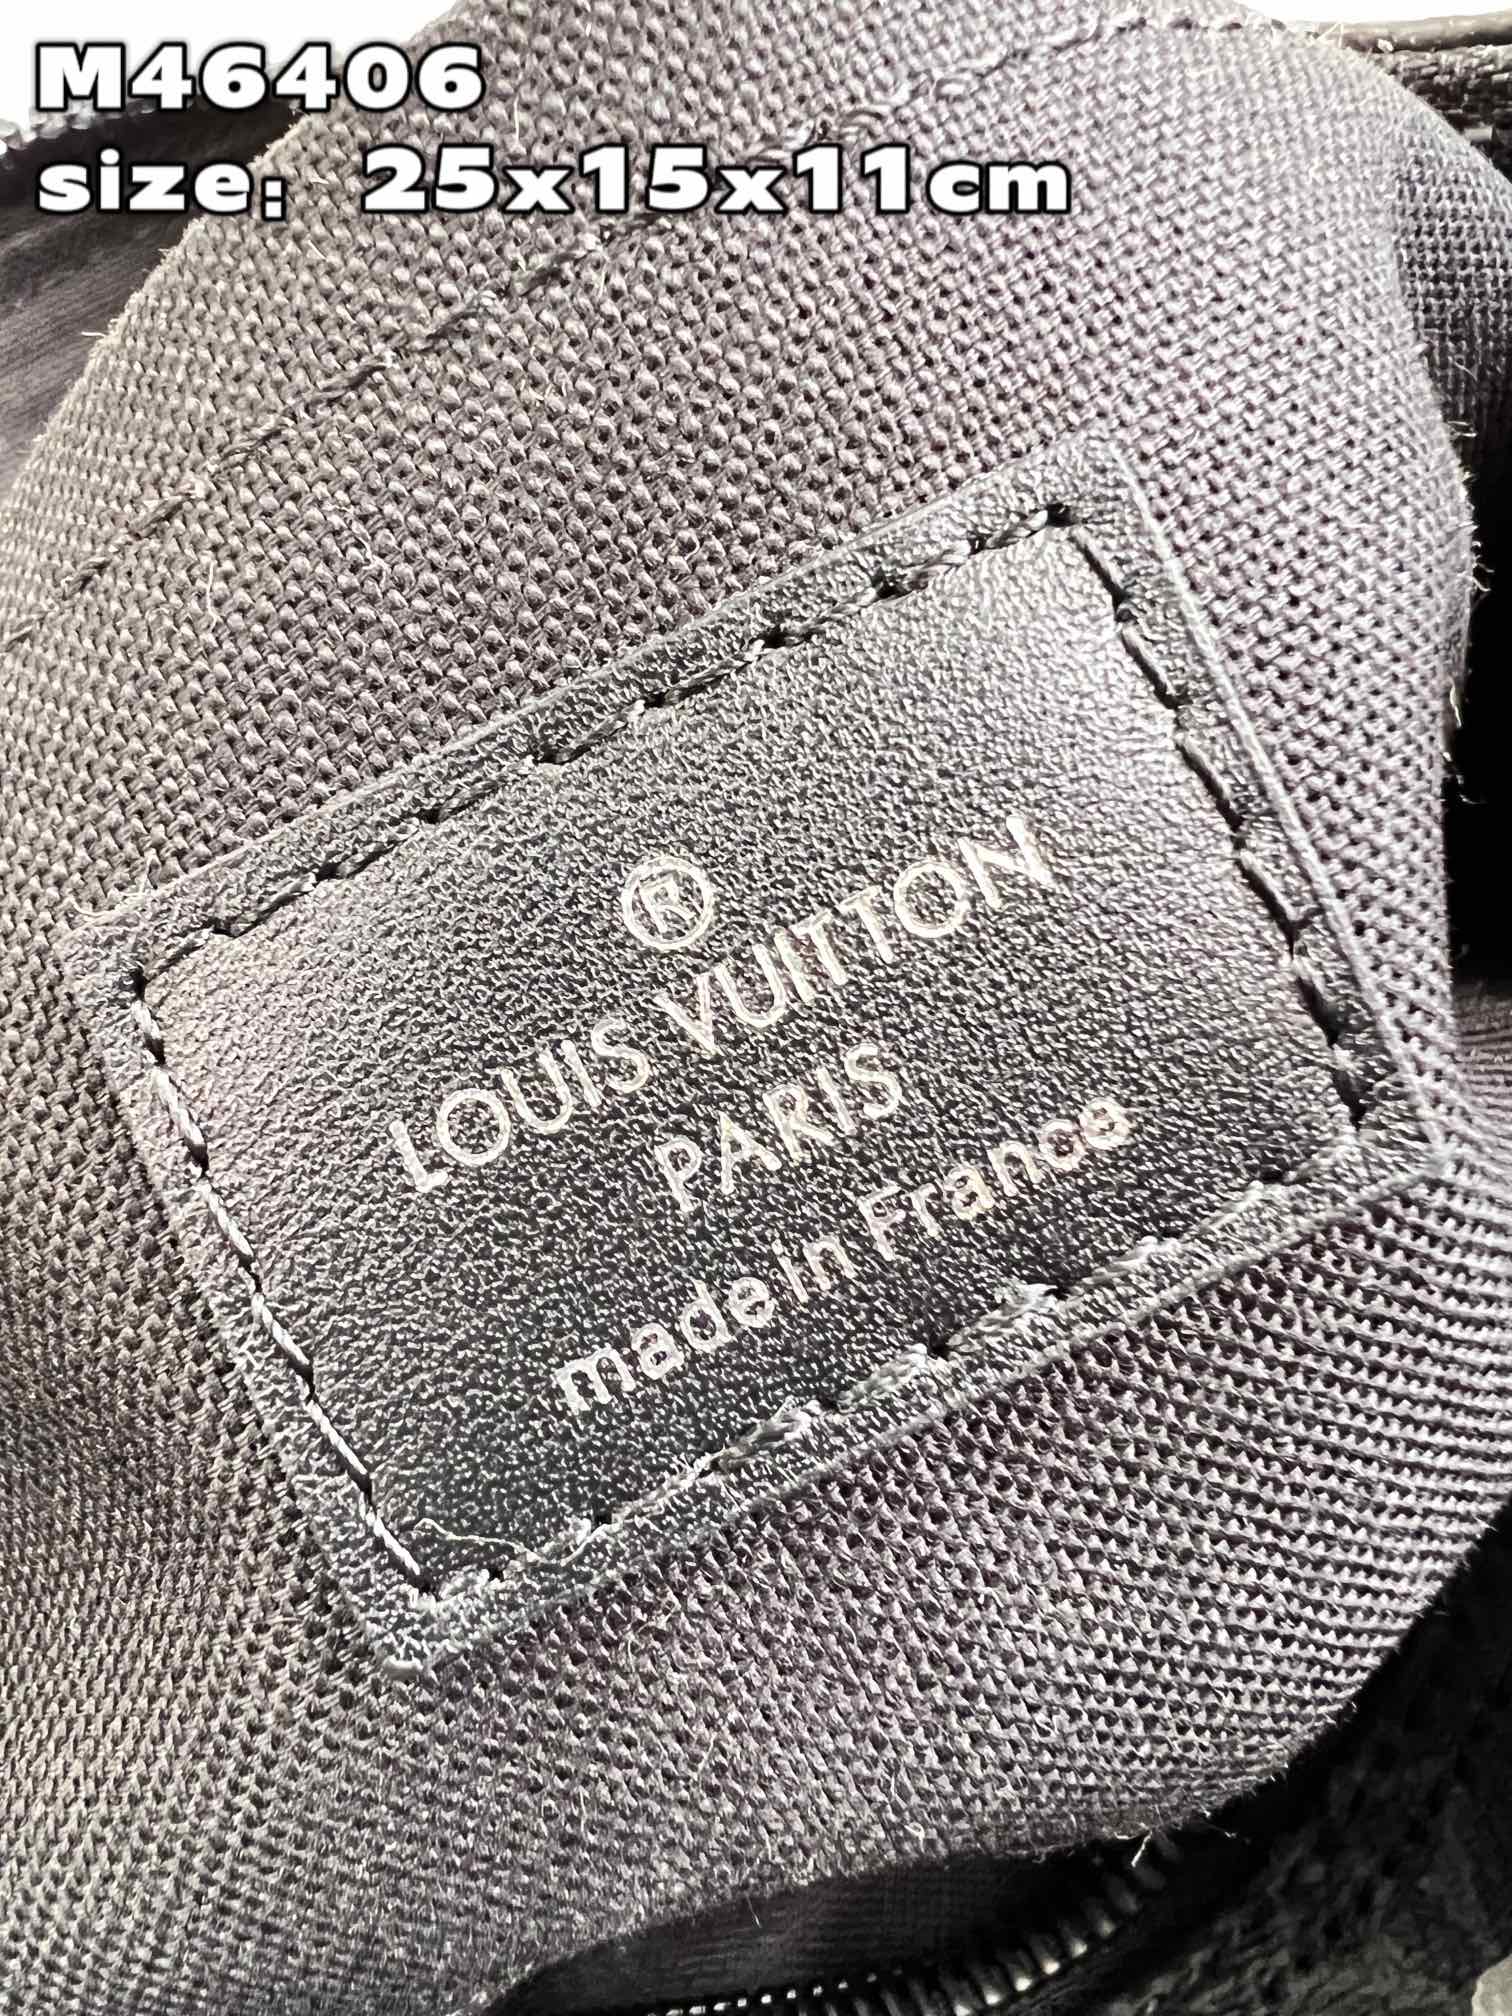 M46406
size: 25x15x11cm
®
LOUIS VUITTON
PARIS
made in France